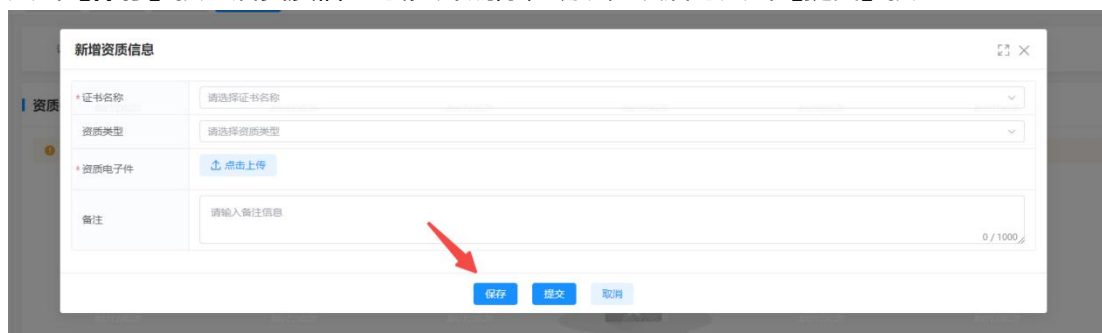 新增资质信息
资质
*证书名称 请选择证书名称
资质类型 请选择资质类型
*资质电子件 点击上传
备注 请输入备注信息
0 / 1000
保存 提交 取消